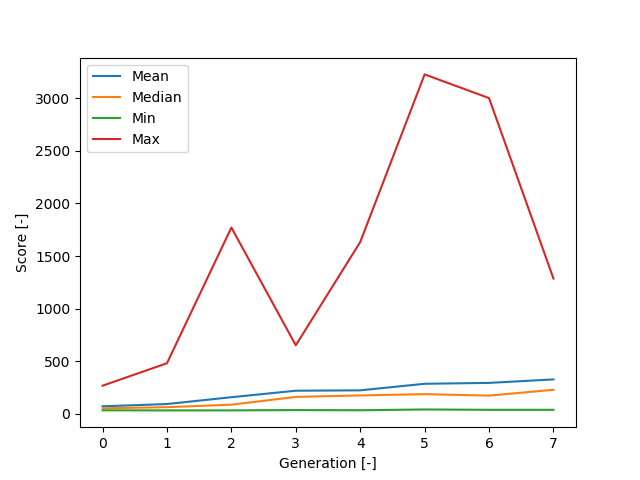 Mean
Median
Min
Max
3000
2500
2000
1500
1000
500
0
Score [-]
0 1 2 3 4 5 6 7
Generation [-]